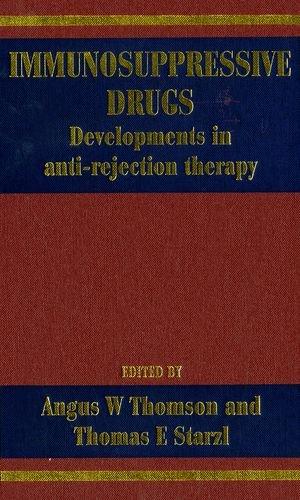 IMMUNOSUPPRESSIVE
DRUGS
Developments in
anti-rejection therapy
EDITED BY
Angus W Thomson and
Thomas E Starzl